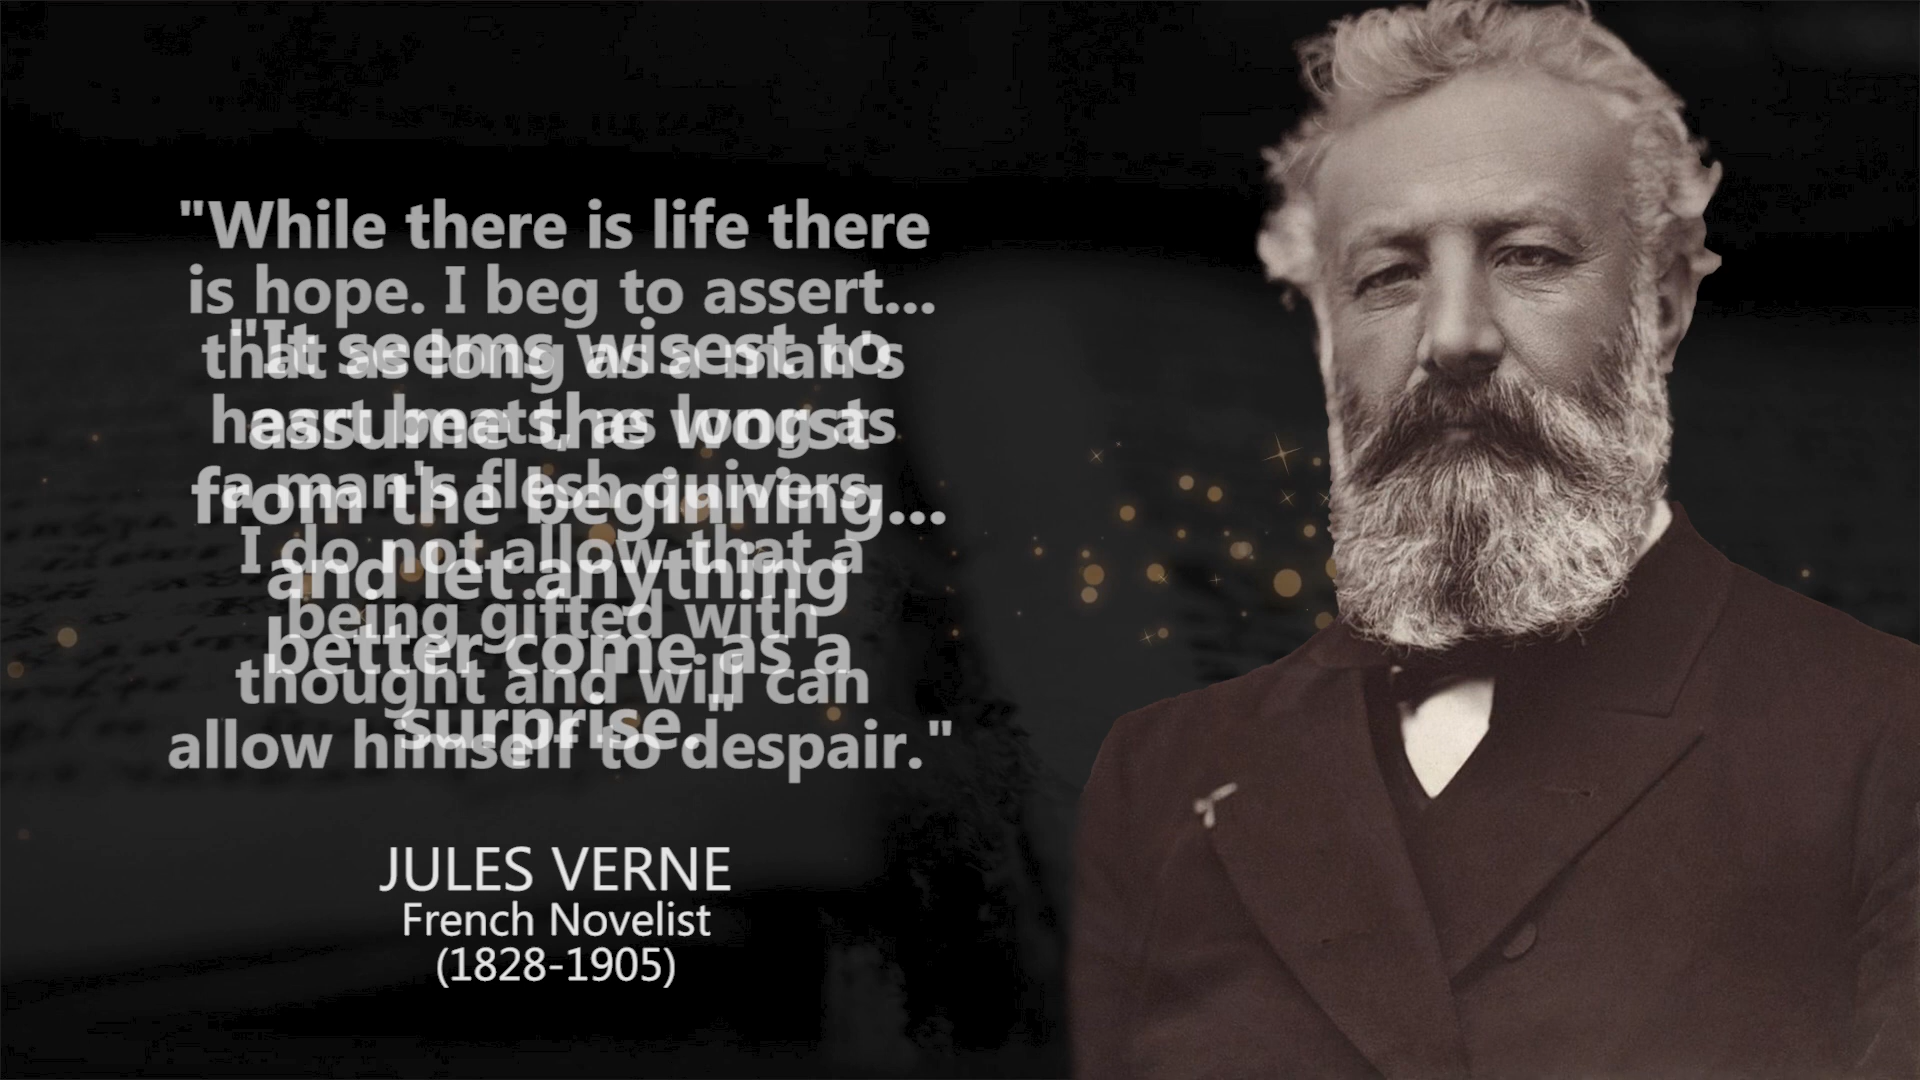 "While there is life there
is hope. I beg to assert...
that as long as a man's
heart beats, as long as
a man's flesh quivers,
I do not allow that a
being gifted with
thought and will can
allow himself to despair."
"It seems wisest to
assume the worst
from the beginning...
and let anything
better come as a
surprise."
JULES VERNE
French Novelist
(1828-1905)